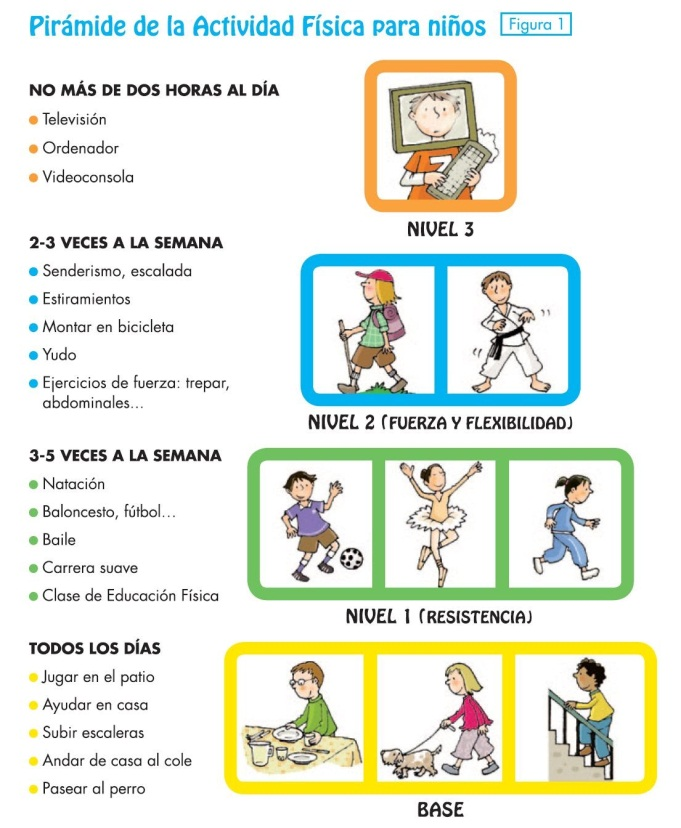 Pirámide de la Actividad Física para niños Figura 1
NO MÁS DE DOS HORAS AL DÍA
Televisión
Ordenador
Videoconsola
NIVEL 3
2-3 VECES A LA SEMANA
Senderismo, escalada
Estiramientos
Montar en bicicleta
Yudo
Ejercicios de fuerza: trepar,
abdominales...
NIVEL 2 (FUERZA Y FLEXIBILIDAD)
3-5 VECES A LA SEMANA
Natación
Baloncesto, fútbol...
Baile
Carrera suave
Clase de Educación Física
NIVEL 1 (RESISTENCIA)
TODOS LOS DÍAS
Jugar en el patio
Ayudar en casa
Subir escaleras
Andar de casa al cole
Pasear al perro
BASE